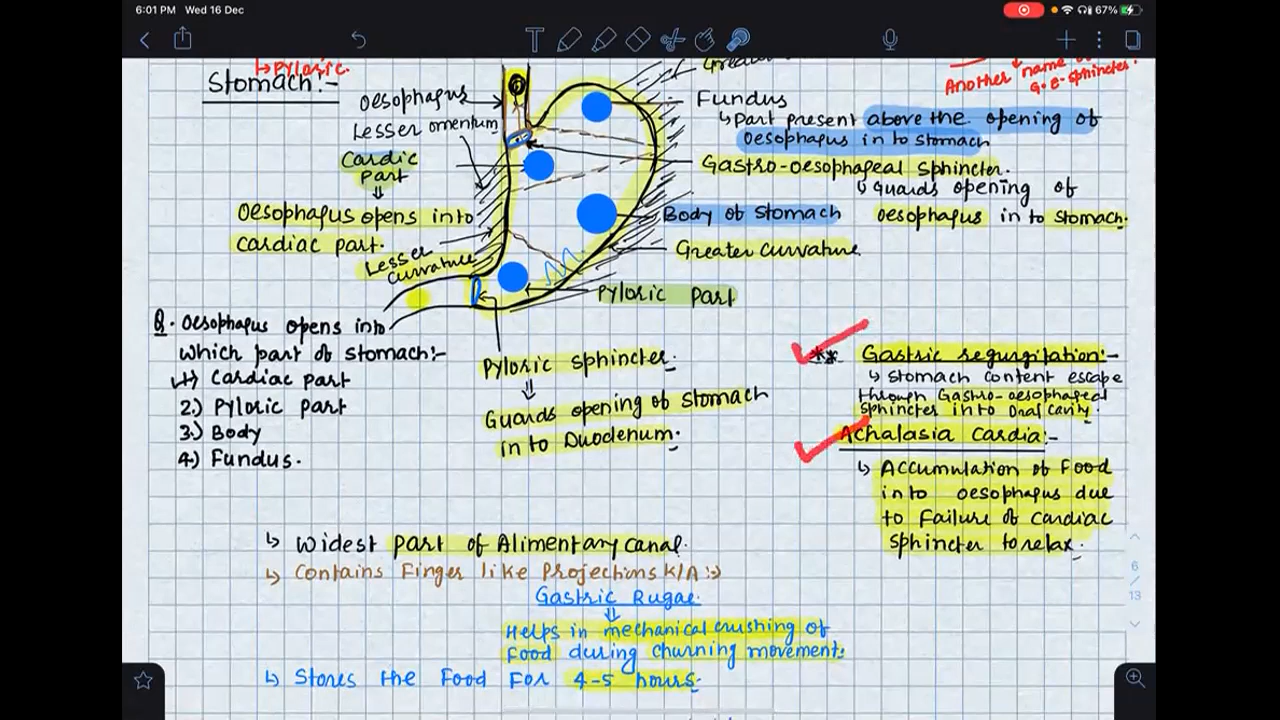 6:01 PM Wed 16 Dec
67%
↳ Pyloric.
Stomach:-
Oesophagus
Lesser omentum
Cardic
part
⇓
Oesophagus opens into
cardiac part.
Lesser
curvature
Another name
G.E-sphincter.
Fundus
↳ Part present above the opening of
oesophagus in to stomach
Gastro-oesophageal Sphincter.
↳ Guards opening of
oesophagus in to stomach.
Body of Stomach
Greater curvature
Pyloric part
Q. Oesophagus opens into
which part of stomach:-
1) Cardiac part
2.) Pyloric part
3.) Body
4.) Fundus.
Pyloric Sphincter.
⇓
Guards opening of stomach
in to Duodenum.
** Gastric regurgitation:-
↳ Stomach content escape
through Gastro-oesophageal
sphincter into Oral cavity.
Achalasia Cardia:-
↳ Accumulation of Food
into oesophagus due
to Failure of cardiac
sphincter to relax.
↳ Widest part of Alimentary canal.
↳ Contains Finger like Projections K/A :->
Gastric Rugae.
⇓
Helps in mechanical crushing of
Food during churning movement.
↳ Stores the Food For 4-5 hours.
6
13